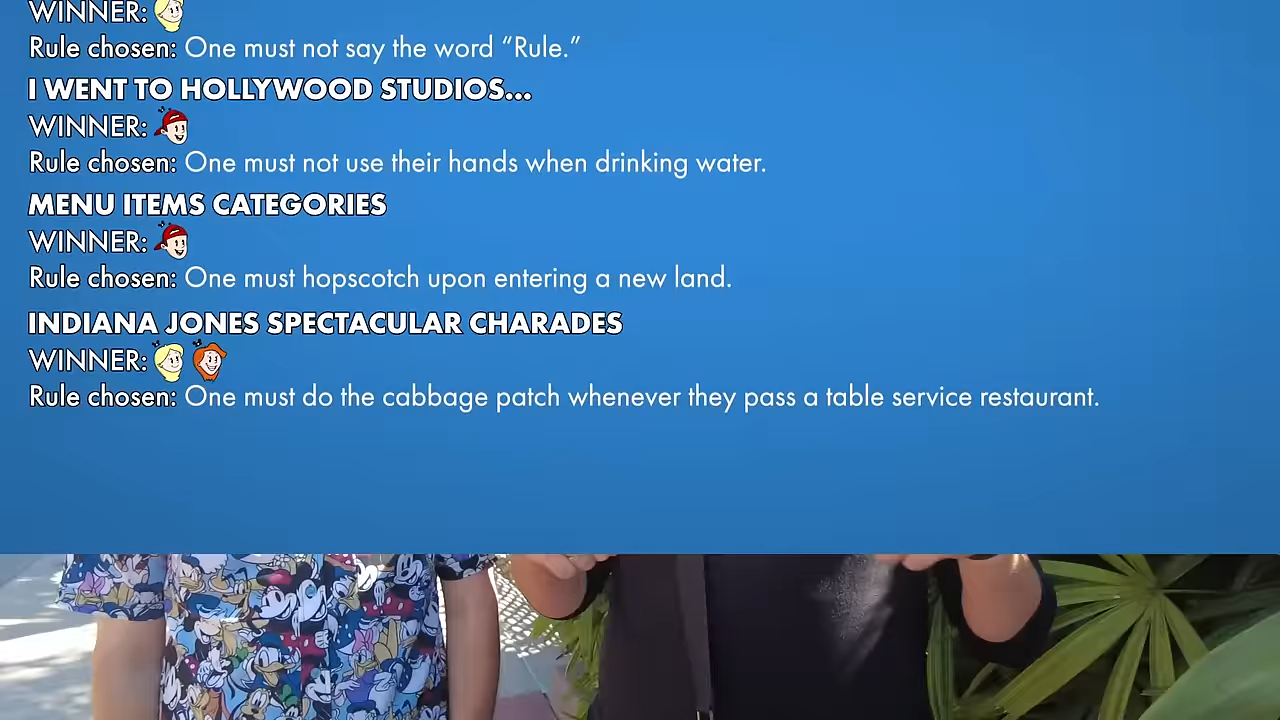 WINNER:
Rule chosen: One must not say the word “Rule.”
I WENT TO HOLLYWOOD STUDIOS...
WINNER:
Rule chosen: One must not use their hands when drinking water.
MENU ITEMS CATEGORIES
WINNER:
Rule chosen: One must hopscotch upon entering a new land.
INDIANA JONES SPECTACULAR CHARADES
WINNER:
Rule chosen: One must do the cabbage patch whenever they pass a table service restaurant.